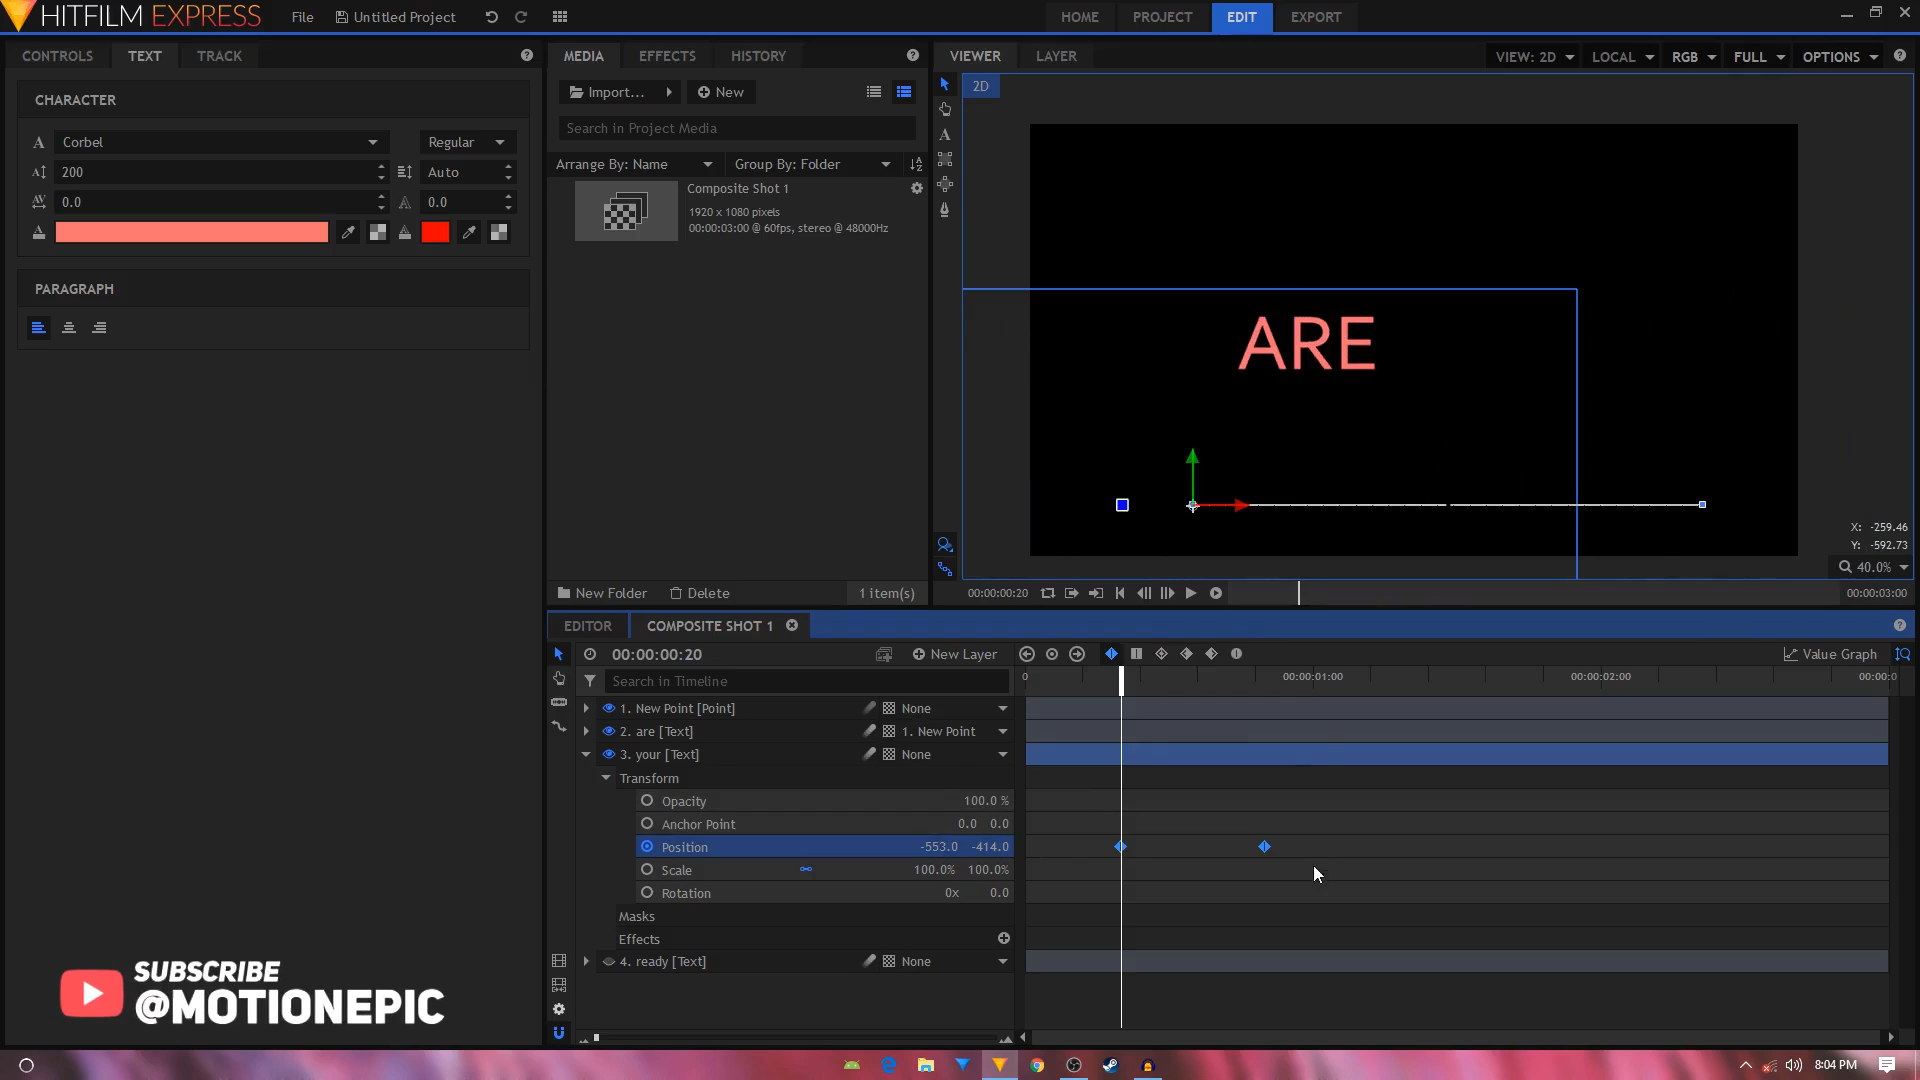 HITFILM EXPRESS
File
Untitled Project
HOME
PROJECT
EDIT
EXPORT
CONTROLS
TEXT
TRACK
CHARACTER
Corbel
Regular
200
Auto
0.0
0.0
PARAGRAPH
MEDIA
EFFECTS
HISTORY
Import...
New
Search in Project Media
Arrange By: Name
Group By: Folder
Composite Shot 1
1920 x 1080 pixels
00:00:03:00 @ 60fps, stereo @ 48000Hz
New Folder
Delete
1 item(s)
VIEWER
LAYER
VIEW: 2D
LOCAL
RGB
FULL
OPTIONS
2D
ARE
X: -259.46
Y: -592.73
40.0%
00:00:00:20
00:00:03:00
EDITOR
COMPOSITE SHOT 1
00:00:00:20
New Layer
Value Graph
Search in Timeline
0
00:00:01:00
00:00:02:00
00:00:0
1. New Point [Point]
None
2. are [Text]
1. New Point
3. your [Text]
None
Transform
Opacity
100.0 %
Anchor Point
0.0 0.0
Position
-553.0 -414.0
Scale
100.0% 100.0%
Rotation
0x 0.0
Masks
Effects
4. ready [Text]
None
SUBSCRIBE
@MOTIONEPIC
8:04 PM